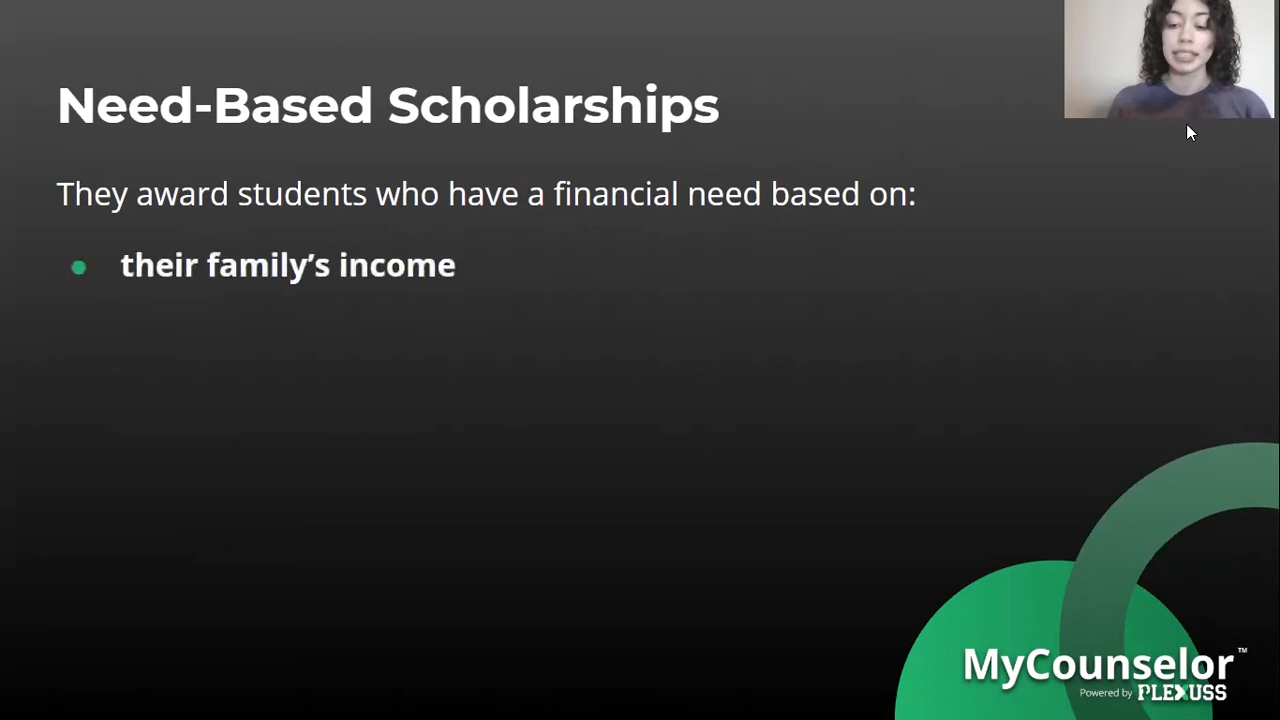 Need-Based Scholarships
They award students who have a financial need based on:
their family's income
MyCounselor™
Powered by PLEXUSS